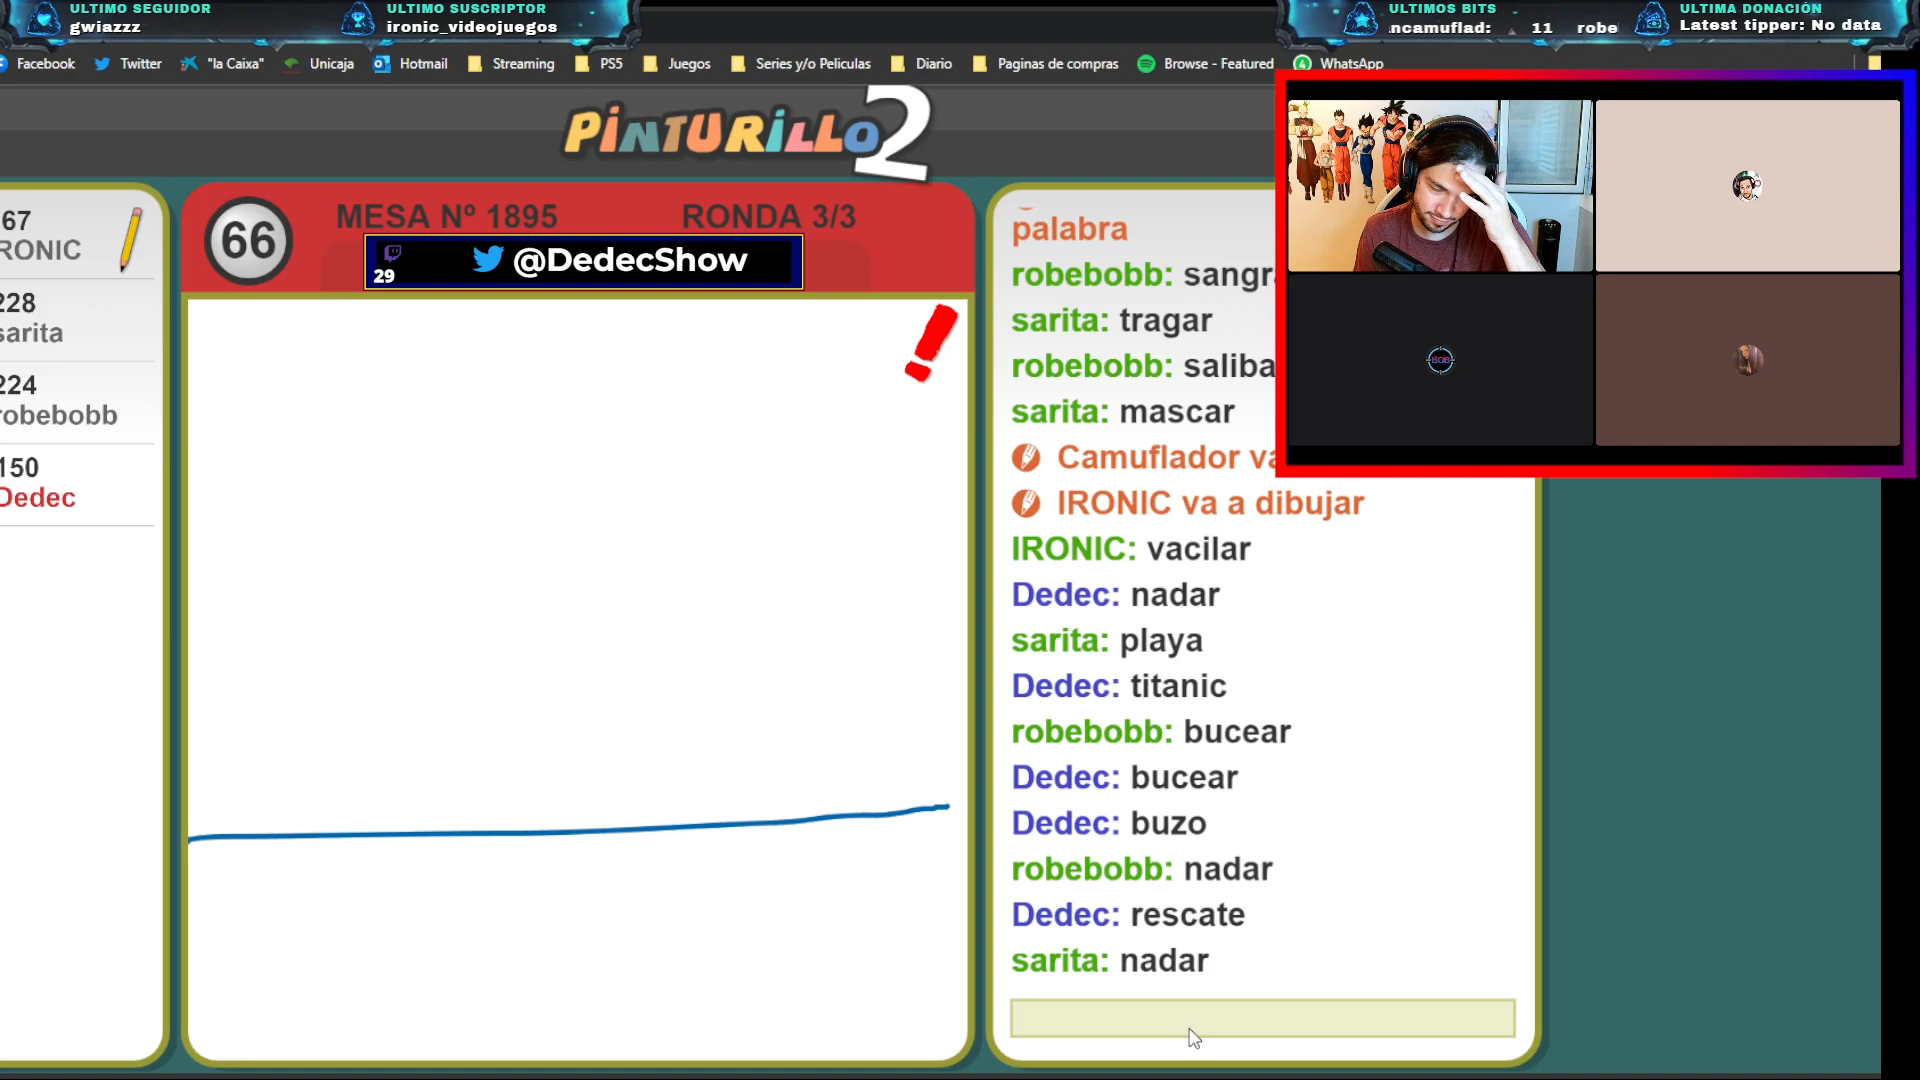 ULTIMO SEGUIDOR
gwiazzz
ULTIMO SUSCRIPTOR
ironic_videojuegos
ULTIMOS BITS
ncamuflad: 11 robe
ULTIMA DONACIÓN
Latest tipper: No data
Facebook Twitter "la Caixa" Unicaja Hotmail Streaming PS5 Juegos Series y/o Peliculas Diario Paginas de compras Browse - Featured WhatsApp
PINTURILLO 2
67
RONIC
228
sarita
224
robebobb
150
Dedec
66
MESA Nº 1895
RONDA 3/3
29
@DedecShow
!
palabra
robebobb: sangra
sarita: tragar
robebobb: saliba
sarita: mascar
Camuflador va
IRONIC va a dibujar
IRONIC: vacilar
Dedec: nadar
sarita: playa
Dedec: titanic
robebobb: bucear
Dedec: bucear
Dedec: buzo
robebobb: nadar
Dedec: rescate
sarita: nadar
BOB